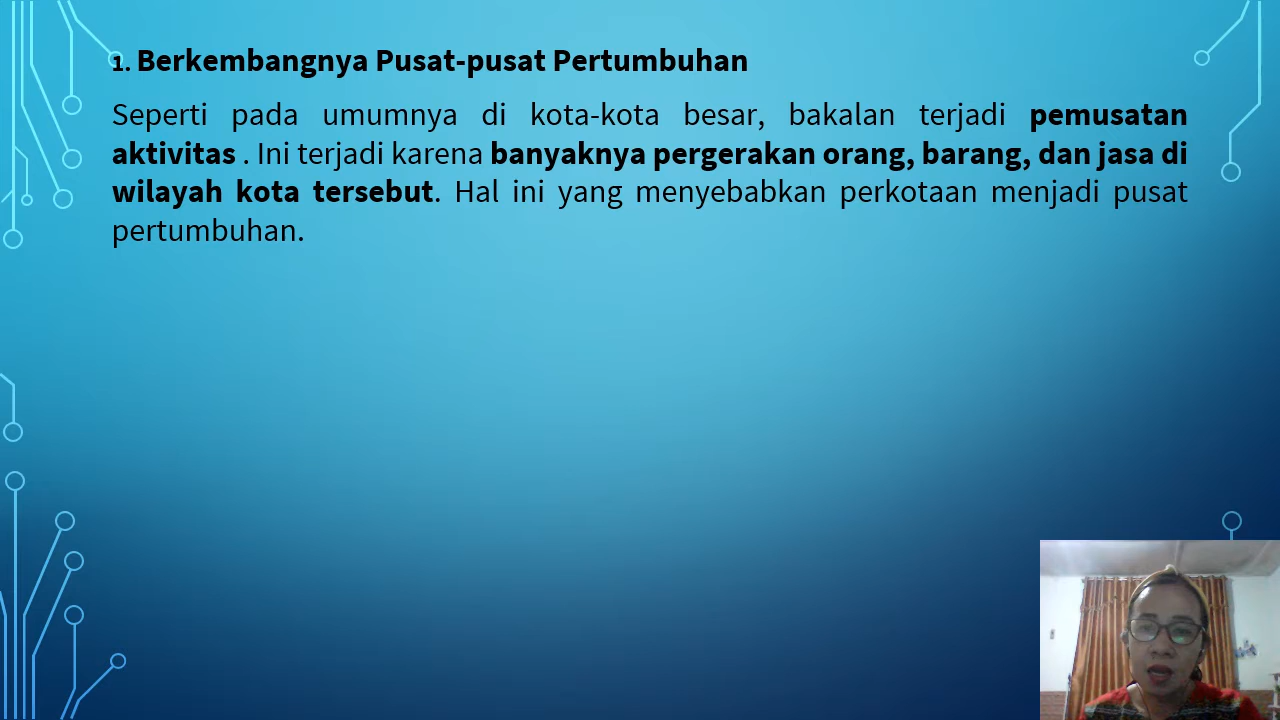 1. Berkembangnya Pusat-pusat Pertumbuhan
Seperti pada umumnya di kota-kota besar, bakalan terjadi pemusatan
aktivitas . Ini terjadi karena banyaknya pergerakan orang, barang, dan jasa di
wilayah kota tersebut. Hal ini yang menyebabkan perkotaan menjadi pusat
pertumbuhan.